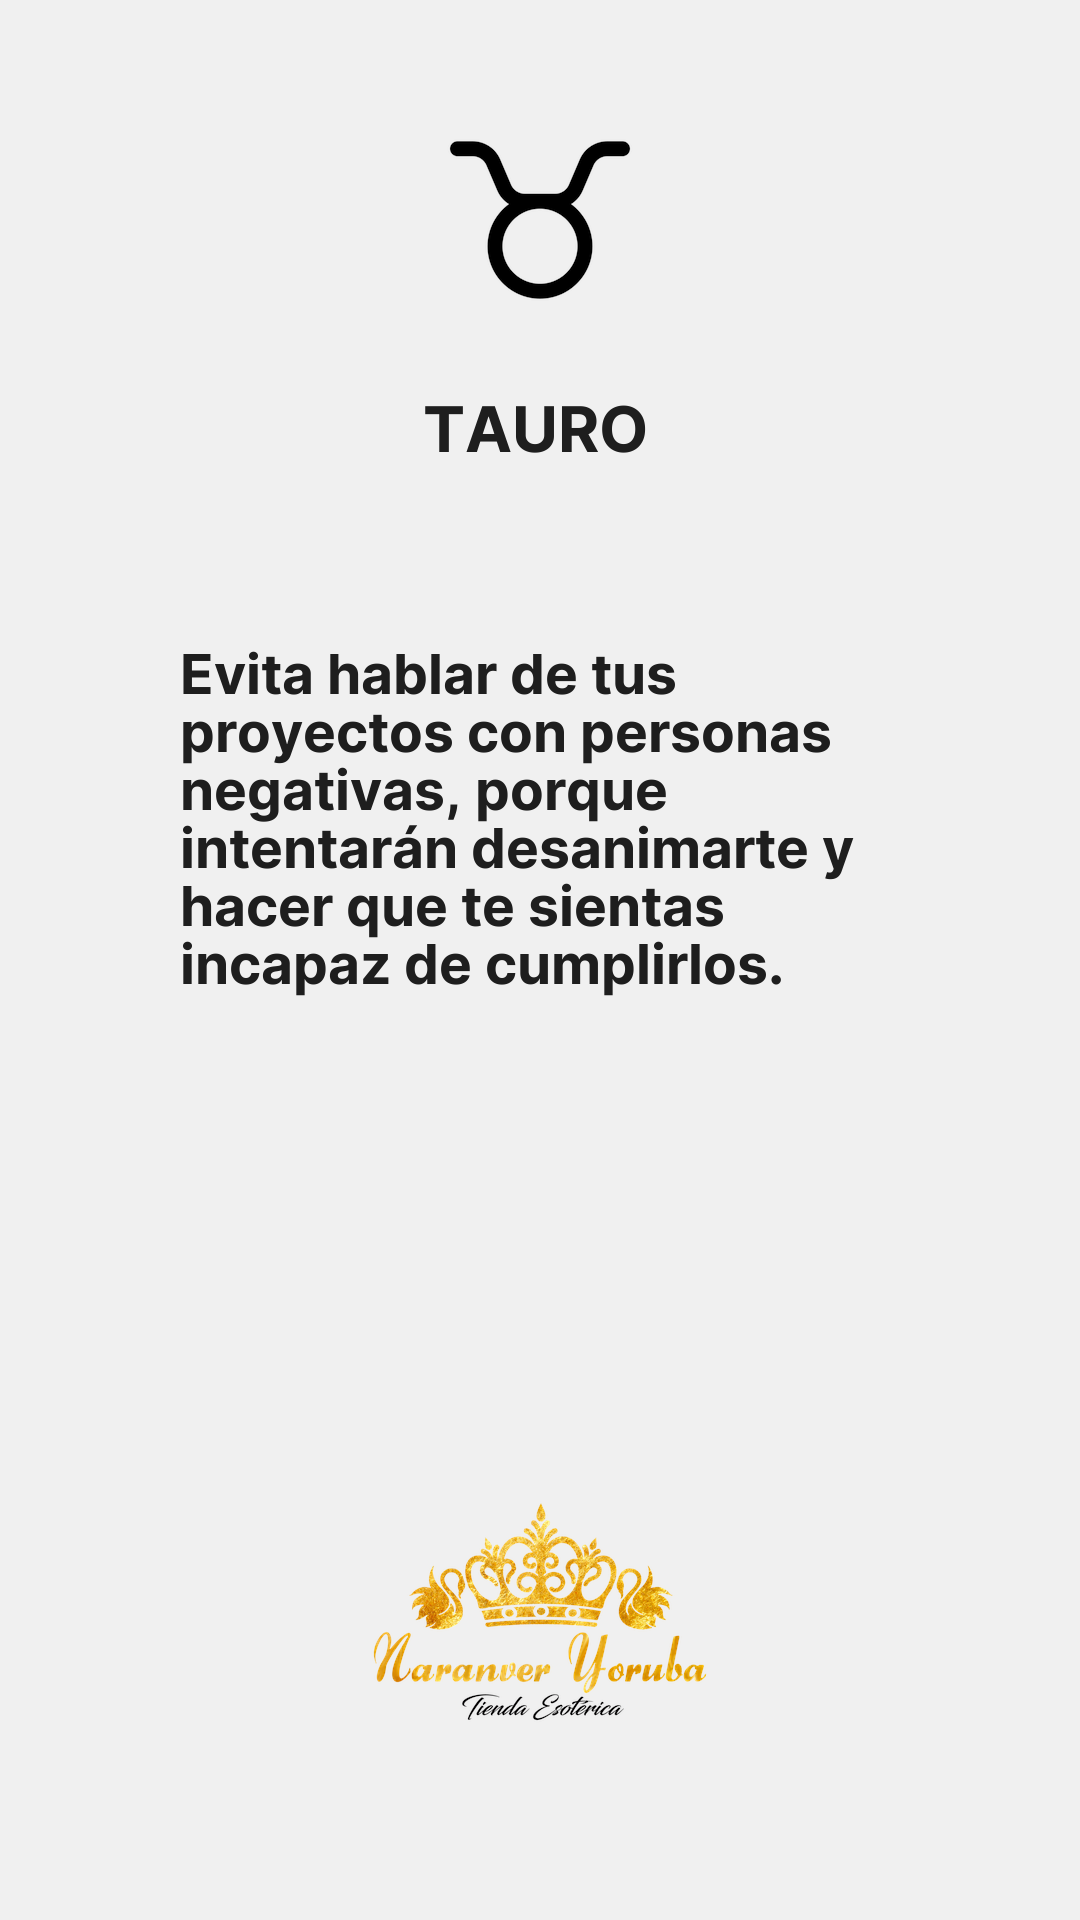 TAURO
Evita hablar de tus
proyectos con personas
negativas, porque
intentarán desanimarte y
hacer que te sientas
incapaz de cumplirlos.
Naranver Yoruba
Tienda Esotérica